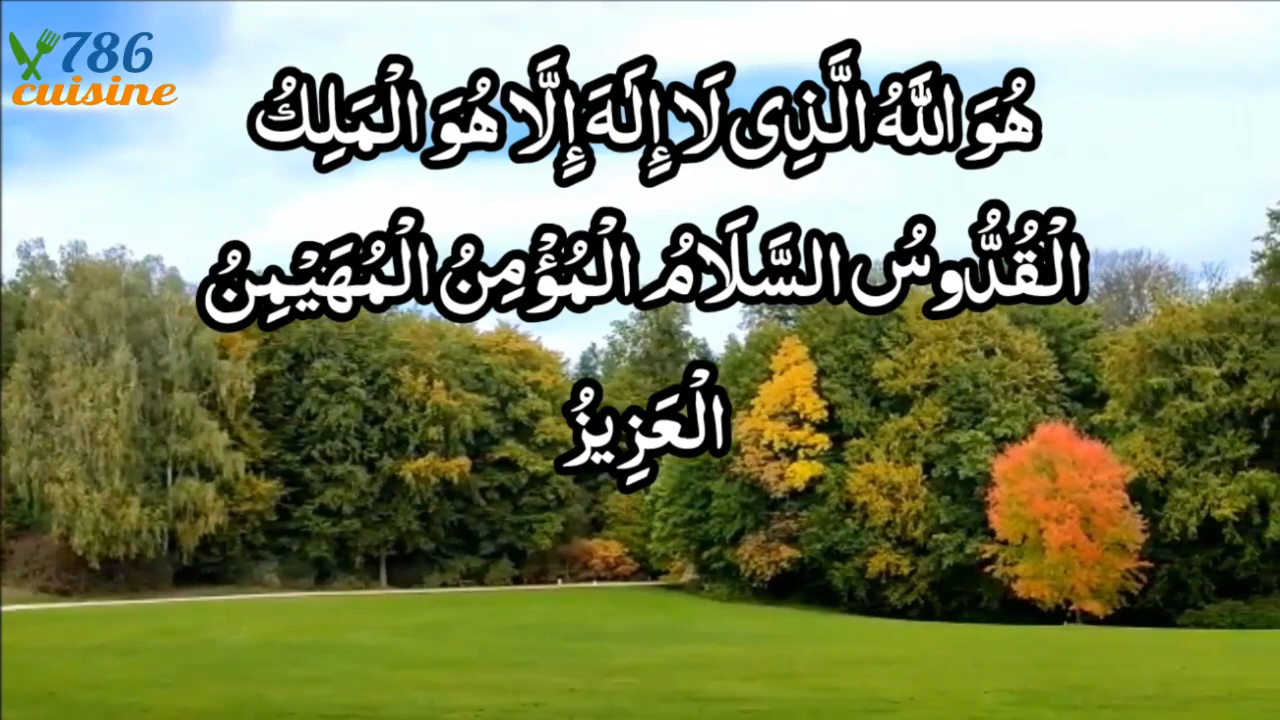 786
cuisine
هُوَ اللَّهُ الَّذِى لَا إِلَٰهَ إِلَّا هُوَ الْمَلِكُ
الْقُدُّوسُ السَّلَامُ الْمُؤْمِنُ الْمُهَيْمِنُ
الْعَزِيزُ